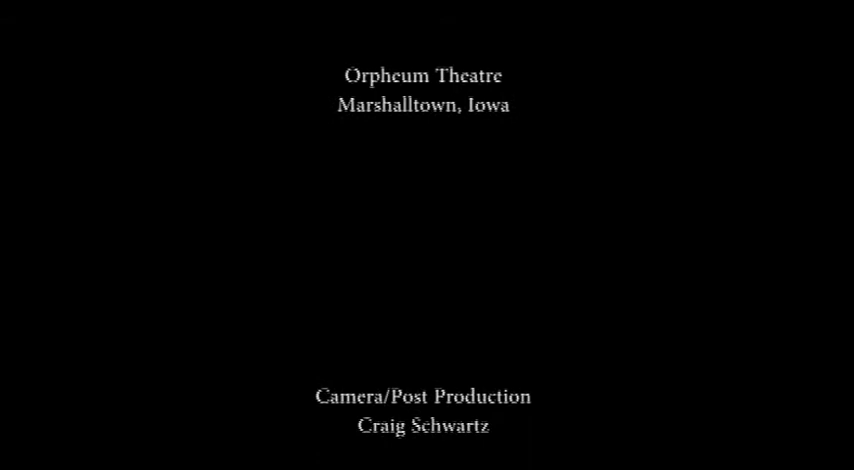 Orpheum Theatre
Marshalltown, Iowa
Camera/Post Production
Craig Schwartz